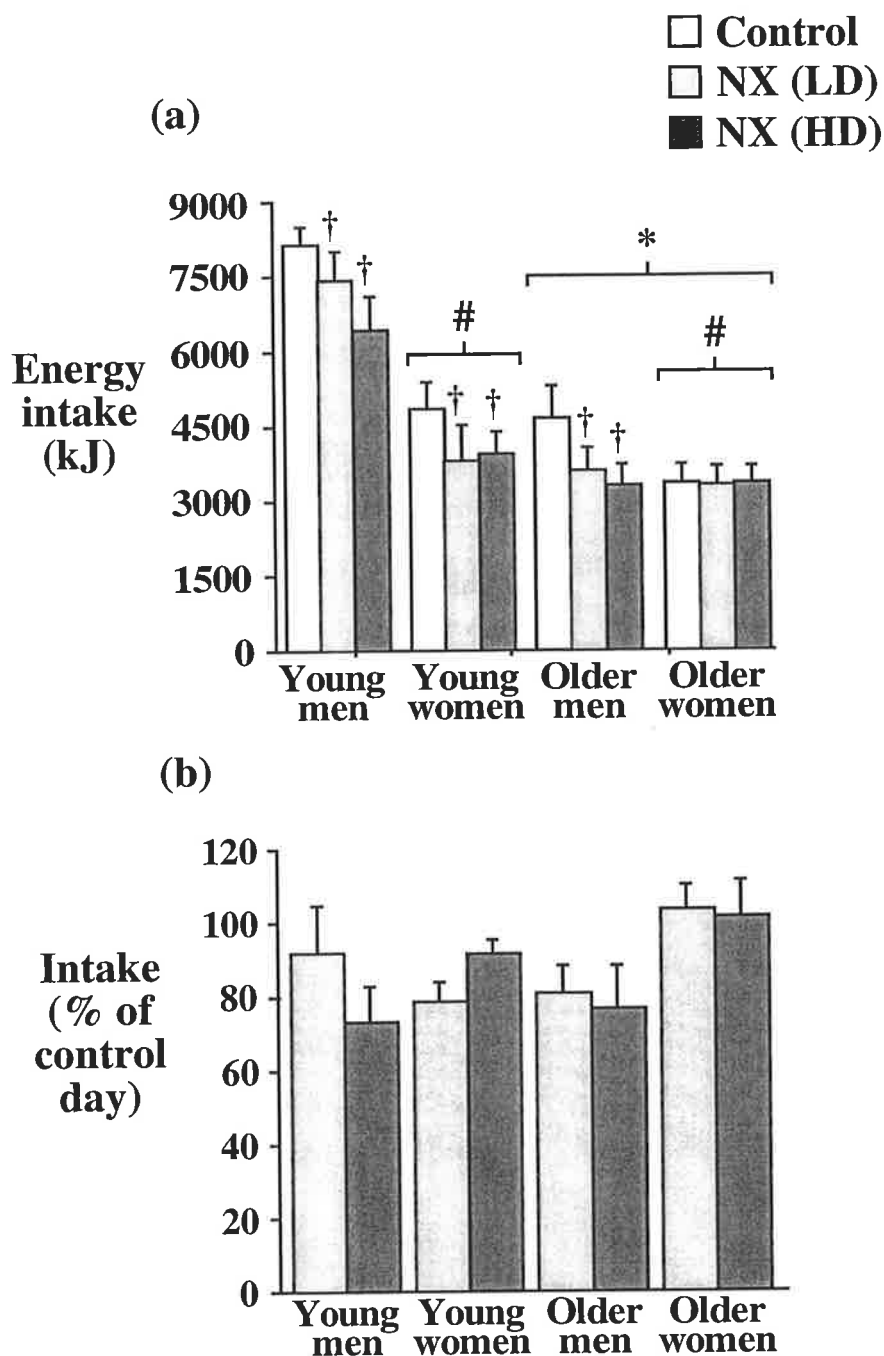 Control
NX (LD)
NX (HD)
(a)
9000
7500
6000
4500
3000
1500
0
Energy
intake
(kJ)
†
†
#
†
†
*
†
†
#
Young
men
Young
women
Older
men
Older
women
(b)
120
100
80
60
40
20
0
Intake
(% of
control
day)
Young
men
Young
women
Older
men
Older
women